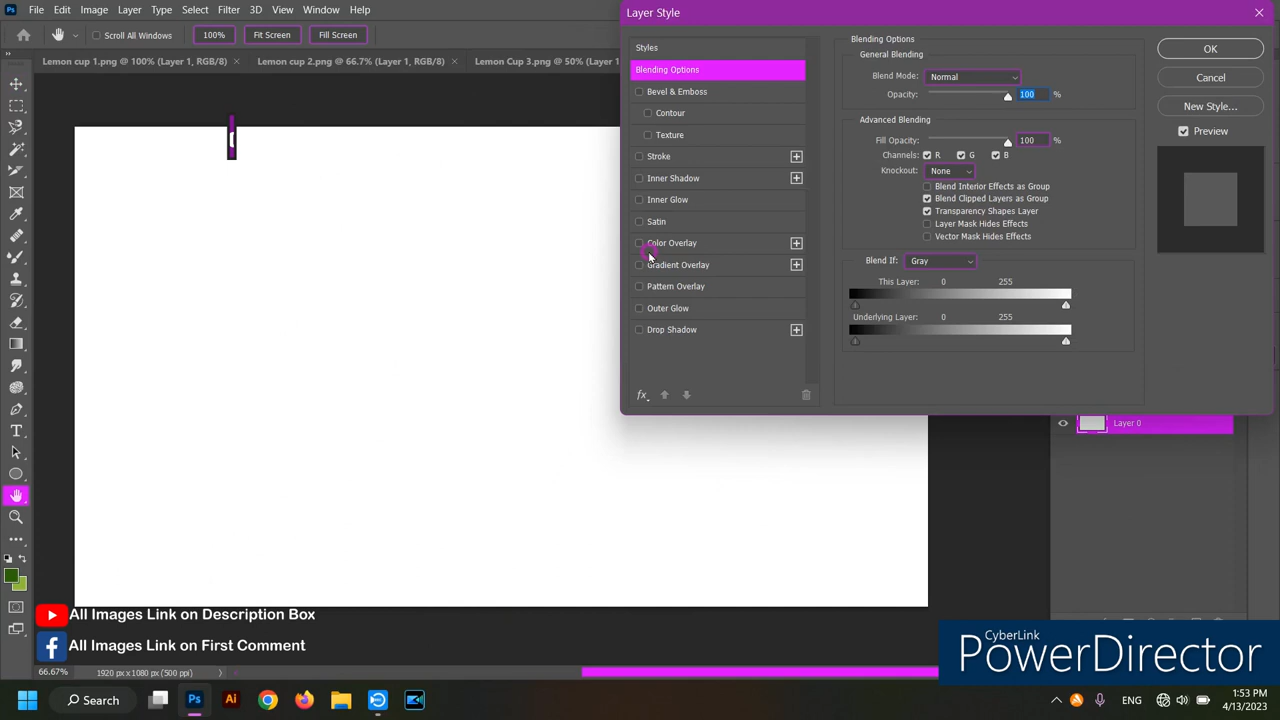 Ps File Edit Image Layer Type Select Filter 3D View Window Help
Scroll All Windows 100% Fit Screen Fill Screen
Lemon cup 1.png @ 100% (Layer 1, RGB/8) × Lemon cup 2.png @ 66.7% (Layer 1, RGB/8) × Lemon Cup 3.png @ 50% (Layer 1,
Layer Style
Styles
Blending Options
Bevel & Emboss
Contour
Texture
Stroke
Inner Shadow
Inner Glow
Satin
Color Overlay
Gradient Overlay
Pattern Overlay
Outer Glow
Drop Shadow
fx
Blending Options
General Blending
Blend Mode: Normal
Opacity: 100 %
Advanced Blending
Fill Opacity: 100 %
Channels: R G B
Knockout: None
Blend Interior Effects as Group
Blend Clipped Layers as Group
Transparency Shapes Layer
Layer Mask Hides Effects
Vector Mask Hides Effects
Blend If: Gray
This Layer: 0 255
Underlying Layer: 0 255
OK
Cancel
New Style...
Preview
Layer 0
All Images Link on Description Box
All Images Link on First Comment
66.67% 1920 px x 1080 px (500 ppi)
CyberLink
PowerDirector
Search Ps Ai ENG 1:53 PM
4/13/2023